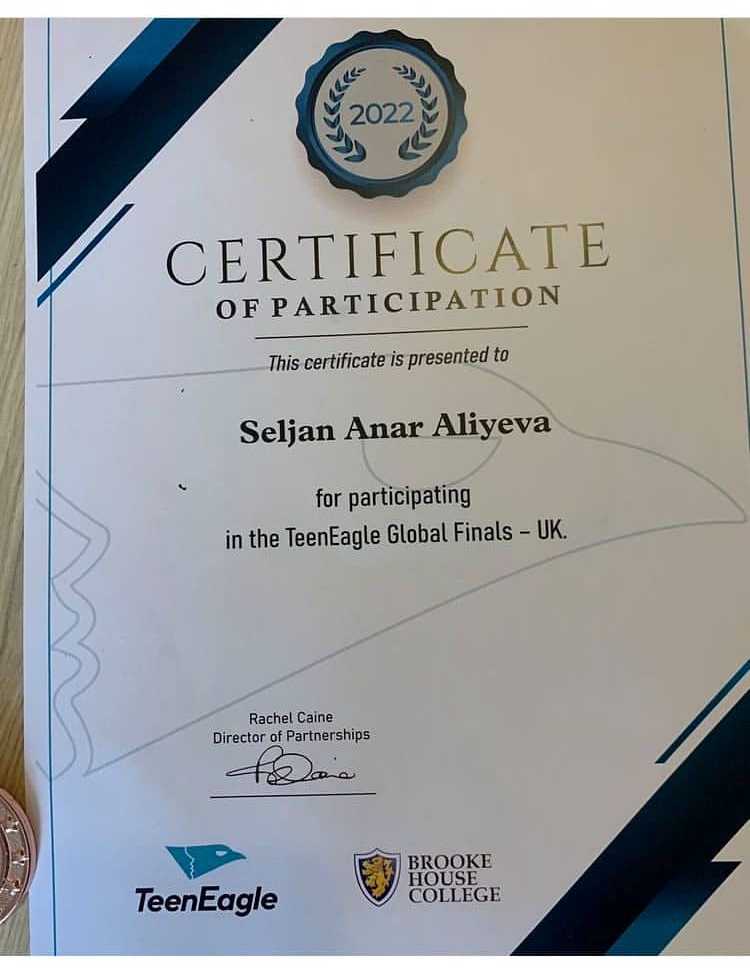 2022
CERTIFICATE
OF PARTICIPATION
This certificate is presented to
Seljan Anar Aliyeva
for participating
in the TeenEagle Global Finals – UK.
Rachel Caine
Director of Partnerships
TeenEagle
BROOKE
HOUSE
COLLEGE